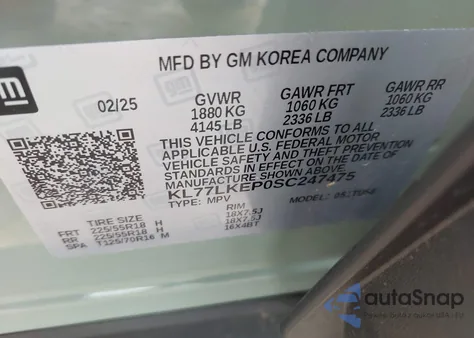 gm
MFD BY GM KOREA COMPANY
02/25
GVWR
1880 KG
4145 LB
GAWR FRT
1060 KG
2336 LB
GAWR RR
1060 KG
2336 LB
THIS VEHICLE CONFORMS TO ALL
APPLICABLE U.S. FEDERAL MOTOR
VEHICLE SAFETY AND THEFT PREVENTION
STANDARDS IN EFFECT ON THE DATE OF
MANUFACTURE SHOWN ABOVE.
KL77LKEP0SC247475
TYPE: MPV
MODEL:
TIRE SIZE RIM
FRT 225/55R18 H 18X7.5J
RR 225/55R18 H 18X7.5J
SPA T125/70R16 M 16X4BT
autoSnap